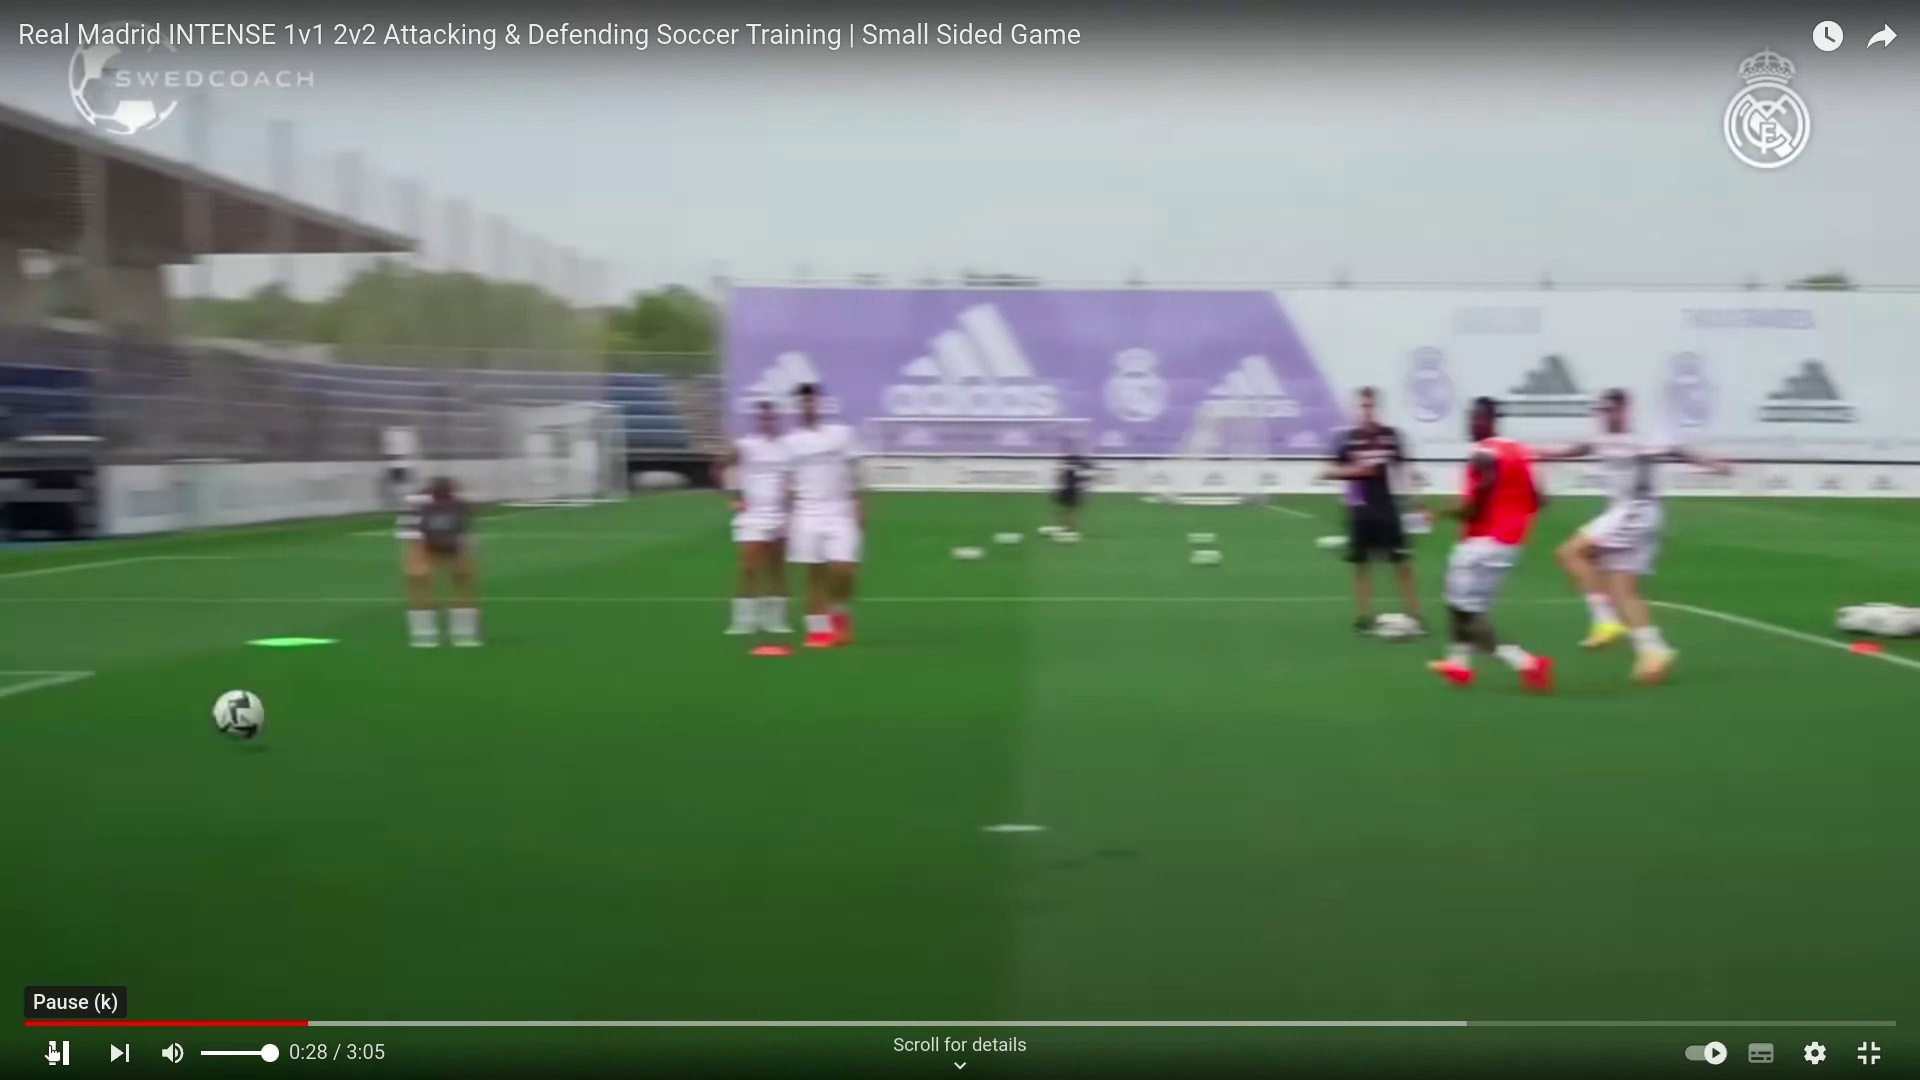 Real Madrid INTENSE 1v1 2v2 Attacking & Defending Soccer Training | Small Sided Game
SWEDCOACH
adidas
adidas
Pause (k)
0:28 / 3:05
Scroll for details